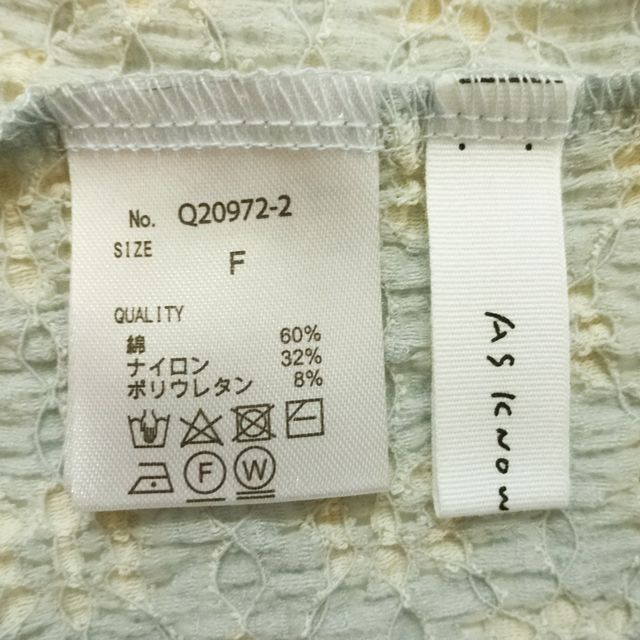 No. Q20972-2
SIZE
F
QUALITY
綿 60%
ナイロン 32%
ポリウレタン 8%
F W
AS KNOW